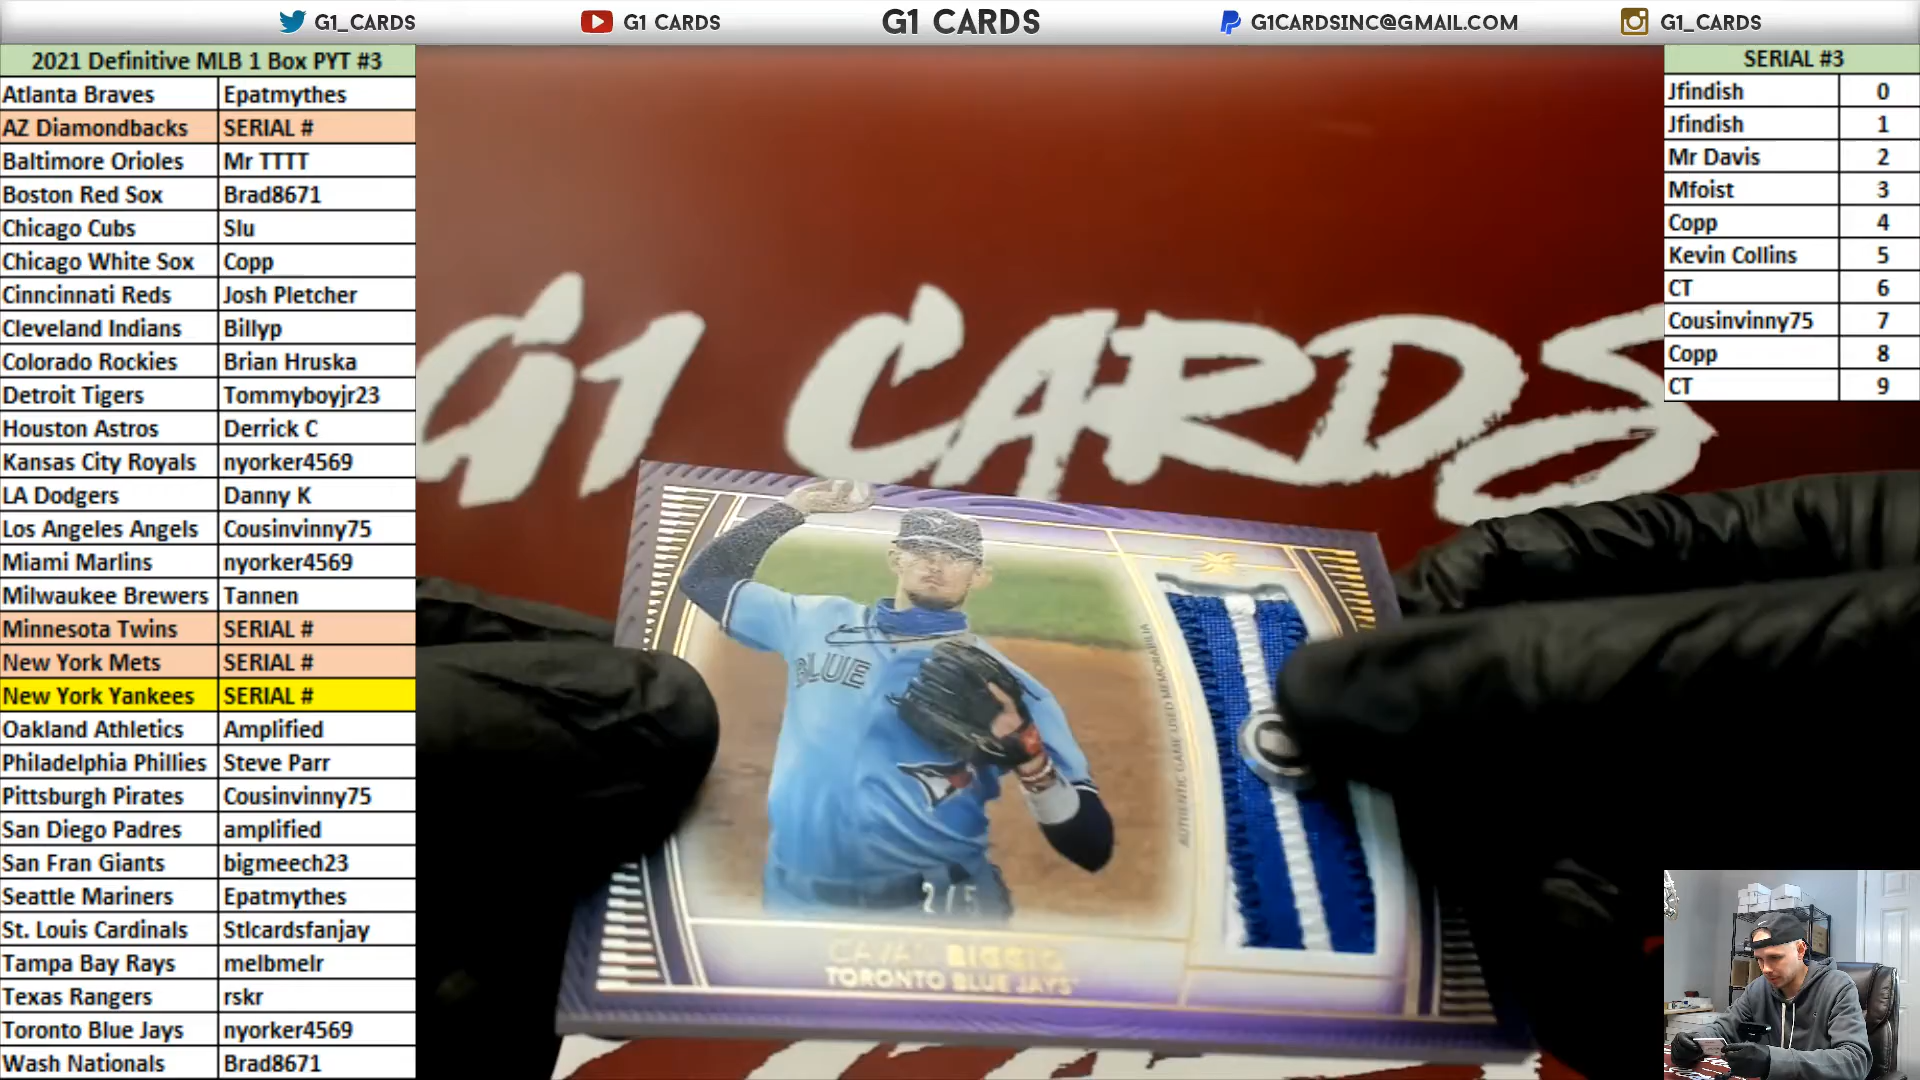 G1_CARDS
G1 CARDS
G1 CARDS
G1CARDSINC@GMAIL.COM
G1_CARDS
2021 Definitive MLB 1 Box PYT #3
Atlanta Braves Epatmythes
AZ Diamondbacks SERIAL #
Baltimore Orioles Mr TTTT
Boston Red Sox Brad8671
Chicago Cubs Slu
Chicago White Sox Copp
Cinncinnati Reds Josh Pletcher
Cleveland Indians Billyp
Colorado Rockies Brian Hruska
Detroit Tigers Tommyboyjr23
Houston Astros Derrick C
Kansas City Royals nyorker4569
LA Dodgers Danny K
Los Angeles Angels Cousinvinny75
Miami Marlins nyorker4569
Milwaukee Brewers Tannen
Minnesota Twins SERIAL #
New York Mets SERIAL #
New York Yankees SERIAL #
Oakland Athletics Amplified
Philadelphia Phillies Steve Parr
Pittsburgh Pirates Cousinvinny75
San Diego Padres amplified
San Fran Giants bigmeech23
Seattle Mariners Epatmythes
St. Louis Cardinals Stlcardsfanjay
Tampa Bay Rays melbmelr
Texas Rangers rskr
Toronto Blue Jays nyorker4569
Wash Nationals Brad8671
G1 CARDS
BLUE
AUTHENTIC GAME USED MEMORABILIA
2/5
CAVAN BIGGIO
TORONTO BLUE JAYS
SERIAL #3
Jfindish 0
Jfindish 1
Mr Davis 2
Mfoist 3
Copp 4
Kevin Collins 5
CT 6
Cousinvinny75 7
Copp 8
CT 9